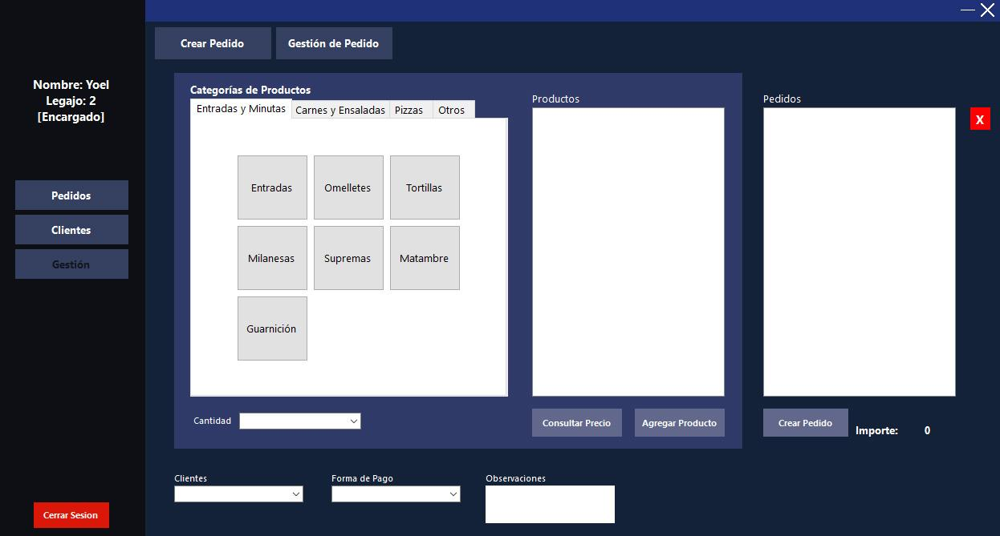 Crear Pedido
Gestión de Pedido
Nombre: Yoel
Legajo: 2
[Encargado]
Pedidos
Clientes
Gestión
Cerrar Sesion
Categorías de Productos
Entradas y Minutas
Carnes y Ensaladas
Pizzas
Otros
Entradas
Omelletes
Tortillas
Milanesas
Supremas
Matambre
Guarnición
Cantidad
Productos
Consultar Precio
Agregar Producto
Pedidos
X
Crear Pedido
Importe: 0
Clientes
Forma de Pago
Observaciones